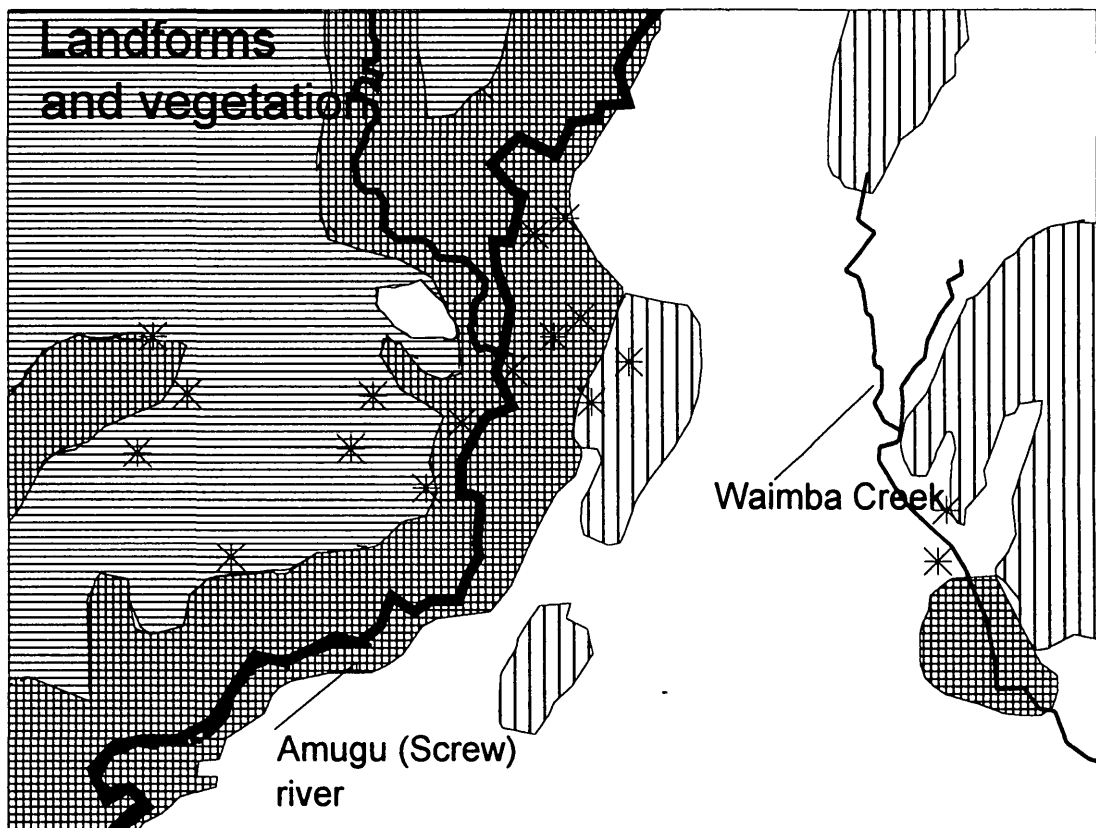 Landforms
and vegetation
Waimba Creek
Amugu (Screw)
river